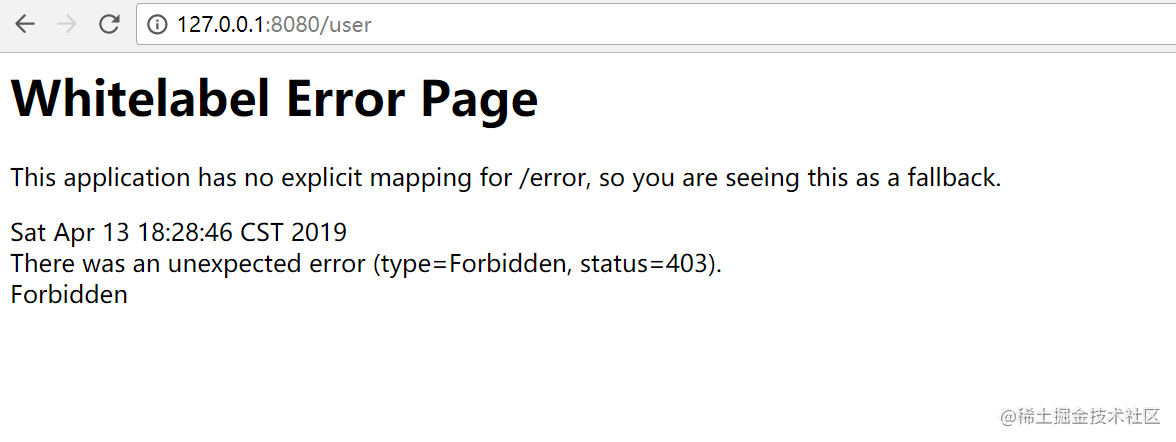 127.0.0.1:8080/user
Whitelabel Error Page
This application has no explicit mapping for /error, so you are seeing this as a fallback.
Sat Apr 13 18:28:46 CST 2019
There was an unexpected error (type=Forbidden, status=403).
Forbidden
@稀土掘金技术社区